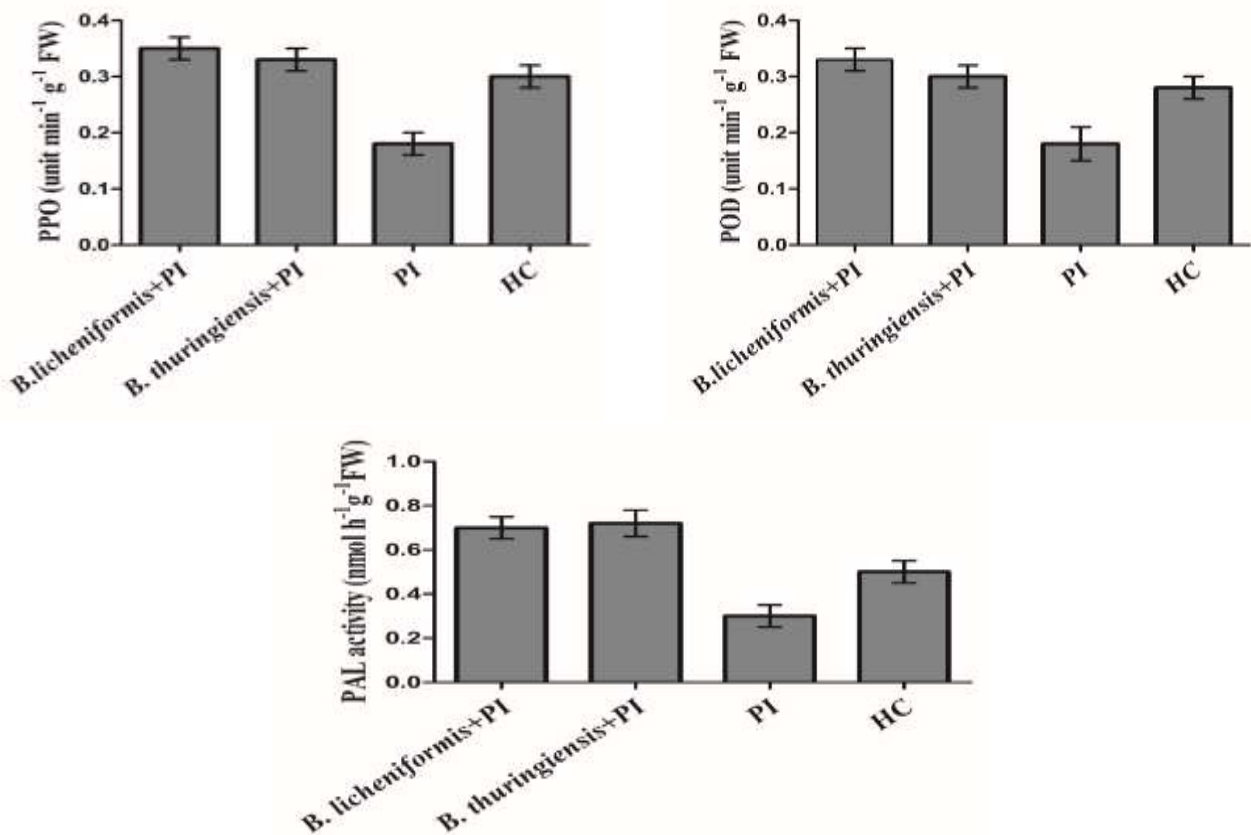 PPO (unit min⁻¹ g⁻¹ FW)
0.4
0.3
0.2
0.1
0.0
B.licheniformis+PI
B. thuringiensis+PI
PI
HC
POD (unit min⁻¹ g⁻¹ FW)
0.4
0.3
0.2
0.1
0.0
B.licheniformis+PI
B. thuringiensis+PI
PI
HC
PAL activity (nmol h⁻¹g⁻¹FW)
1.0
0.8
0.6
0.4
0.2
0.0
B. licheniformis+PI
B. thuringiensis+PI
PI
HC